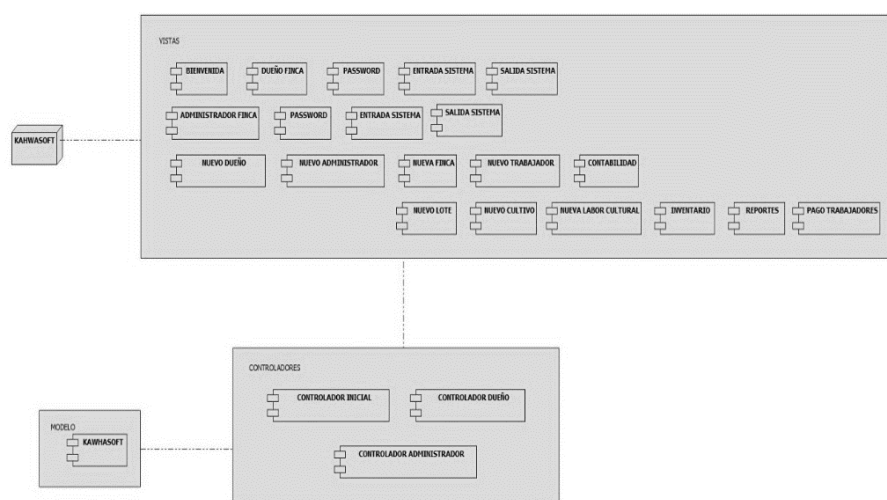 VISTAS
BIENVENIDA DUEÑO FINCA PASSWORD ENTRADA SISTEMA SALIDA SISTEMA
ADMINISTRADOR FINCA PASSWORD ENTRADA SISTEMA SALIDA SISTEMA
KAHWASOFT
NUEVO DUEÑO NUEVO ADMINISTRADOR NUEVA FINCA NUEVO TRABAJADOR CONTABILIDAD
NUEVO LOTE NUEVO CULTIVO NUEVA LABOR CULTURAL INVENTARIO REPORTES PAGO TRABAJADORES
CONTROLADORES
CONTROLADOR INICIAL CONTROLADOR DUEÑO
MODELO
KAWHASOFT
CONTROLADOR ADMINISTRADOR